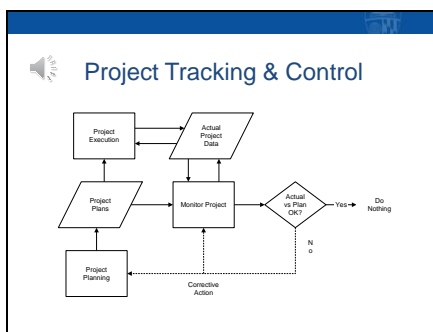 Project Tracking & Control
Project
Execution
Actual
Project
Data
Project
Plans
Monitor Project
Actual
vs Plan
OK?
Yes
Do
Nothing
N
o
Project
Planning
Corrective
Action